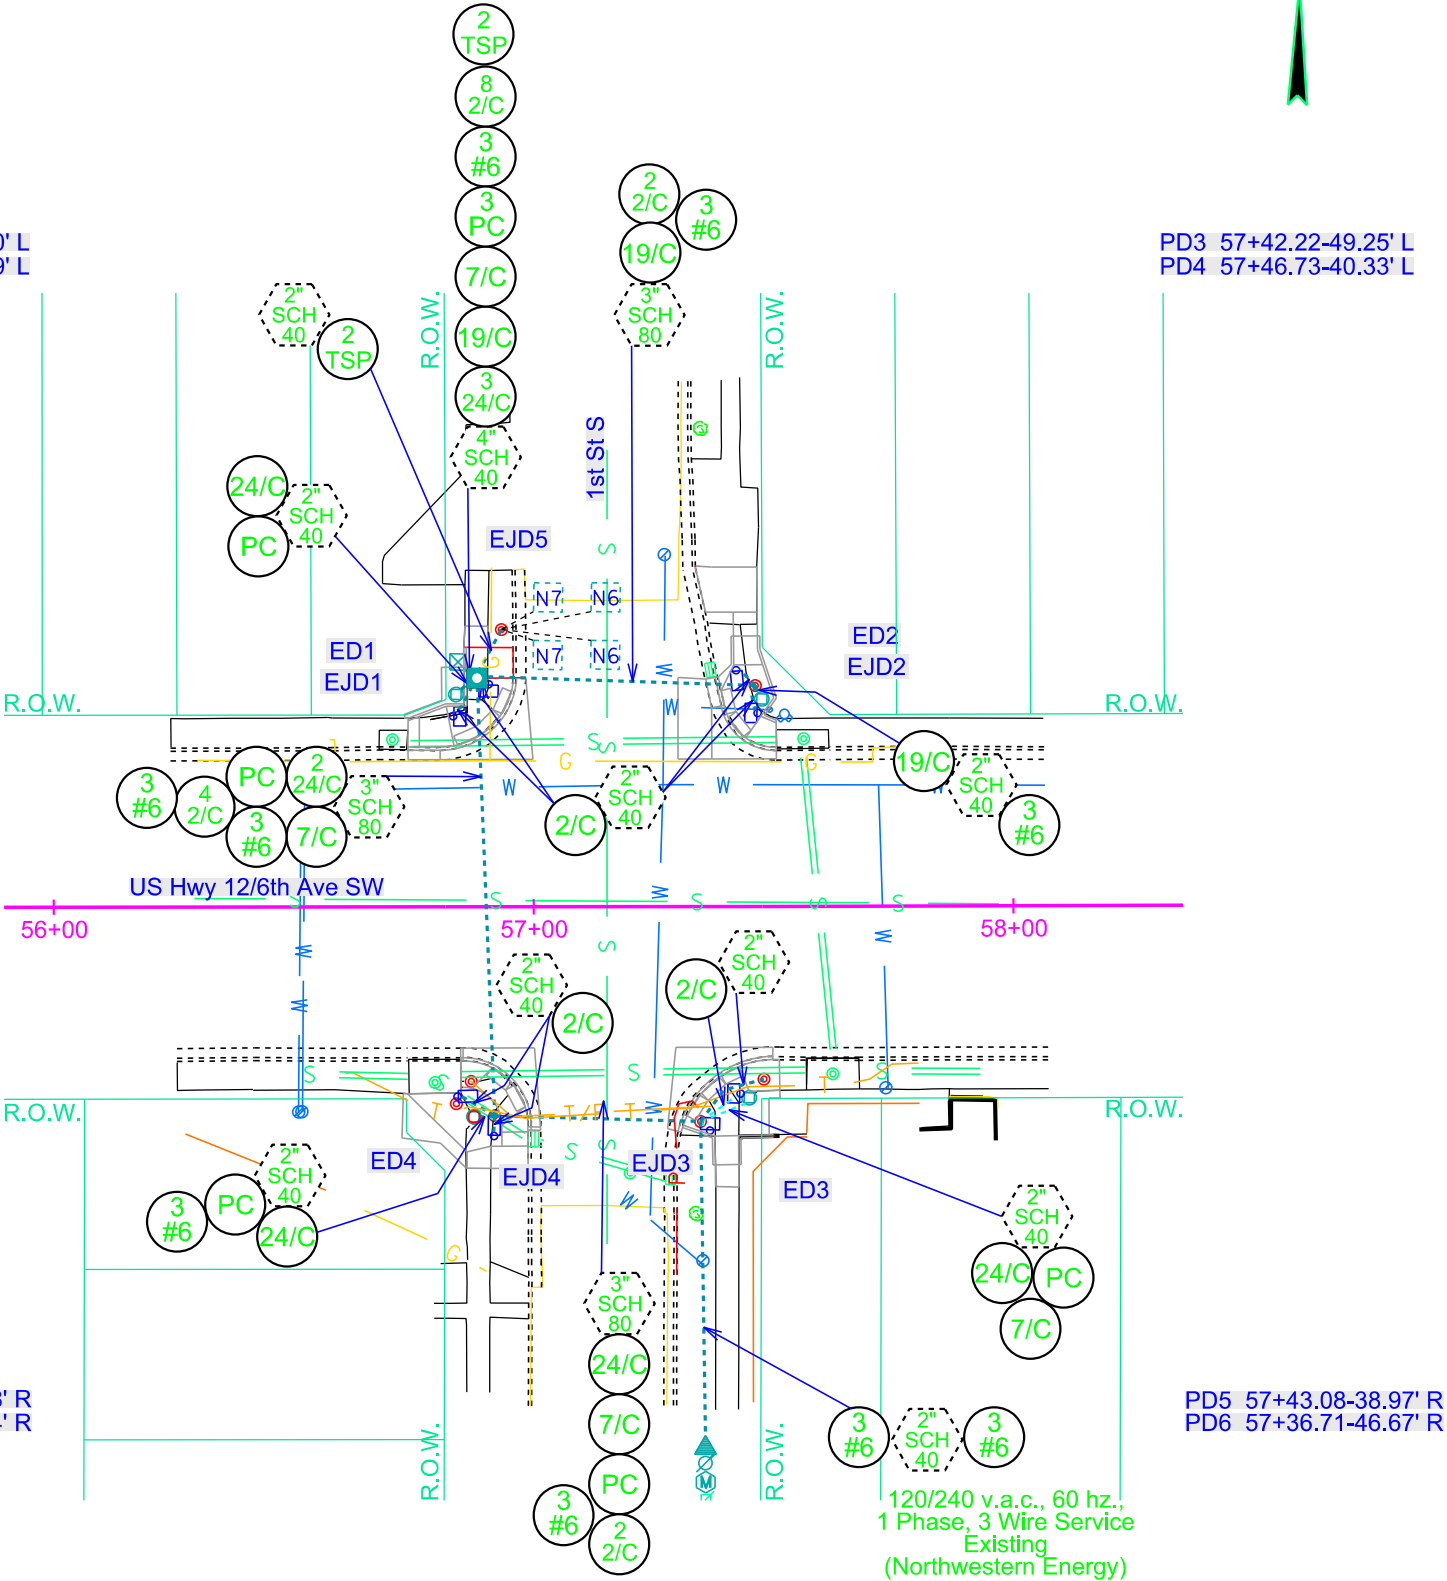 2
TSP
8
2/C
3
#6
3
PC
7/C
19/C
3
24/C
4"
SCH
40
2
2/C
3
#6
19/C
3"
SCH
80
0' L
9' L
PD3 57+42.22-49.25' L
PD4 57+46.73-40.33' L
2"
SCH
40
2
TSP
R.O.W.
R.O.W.
1st St S
24/C
PC
2"
SCH
40
EJD5
S
N7
N6
N7
N6
ED1
EJD1
ED2
EJD2
G
W
W
R.O.W.
R.O.W.
S
S
G
G
W
W
W
3
#6
4
2/C
PC
3
#6
2
24/C
7/C
3"
SCH
80
2/C
2"
SCH
40
19/C
2"
SCH
40
3
#6
US Hwy 12/6th Ave SW
S
S
W
S
S
S
56+00
57+00
58+00
W
S
W
W
2"
SCH
40
2/C
2/C
2"
SCH
40
S
S
S
S
T
T/F
T
T
W
R.O.W.
R.O.W.
ED4
EJD4
S
S
EJD3
ED3
W
3
#6
PC
2"
SCH
40
24/C
G
2"
SCH
40
24/C
PC
7/C
3"
SCH
80
24/C
7/C
PC
3
#6
2
2/C
3' R
' R
R.O.W.
R.O.W.
M
3
#6
2"
SCH
40
3
#6
PD5 57+43.08-38.97' R
PD6 57+36.71-46.67' R
120/240 v.a.c., 60 hz.,
1 Phase, 3 Wire Service
Existing
(Northwestern Energy)